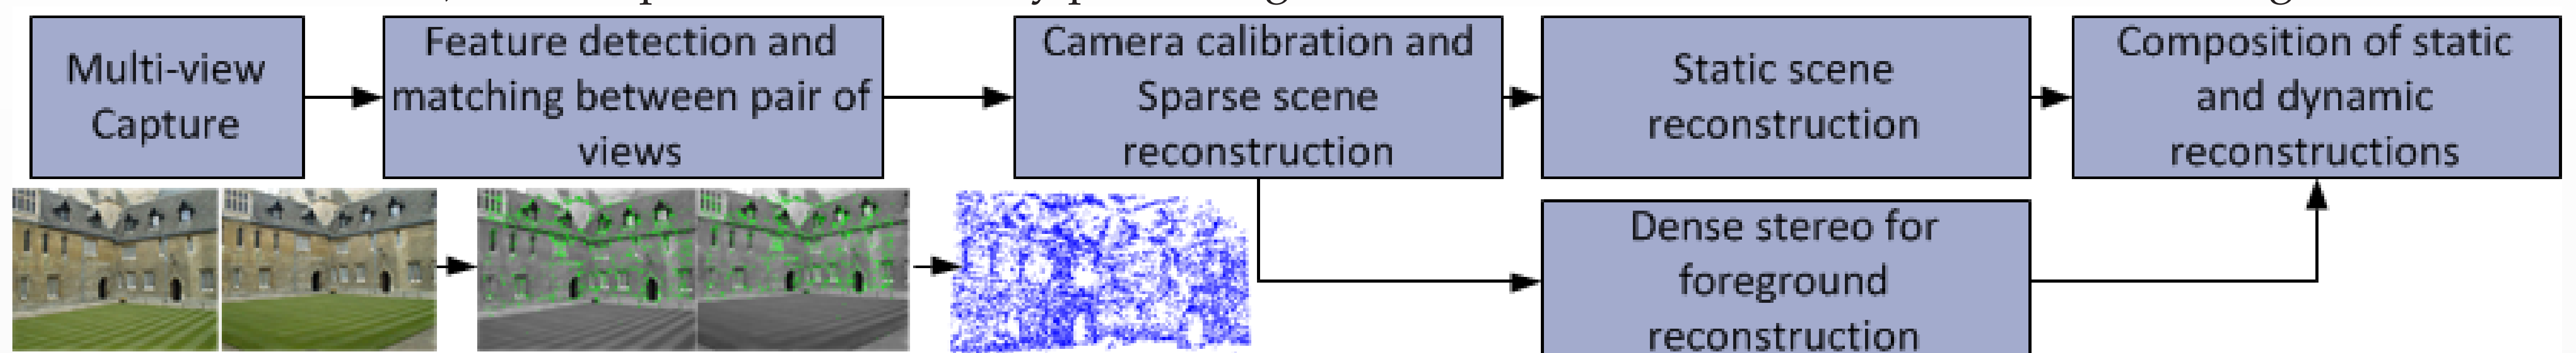 Multi-view
Capture
Feature detection and
matching between pair of
views
Camera calibration and
Sparse scene
reconstruction
Static scene
reconstruction
Composition of static
and dynamic
reconstructions
Dense stereo for
foreground
reconstruction